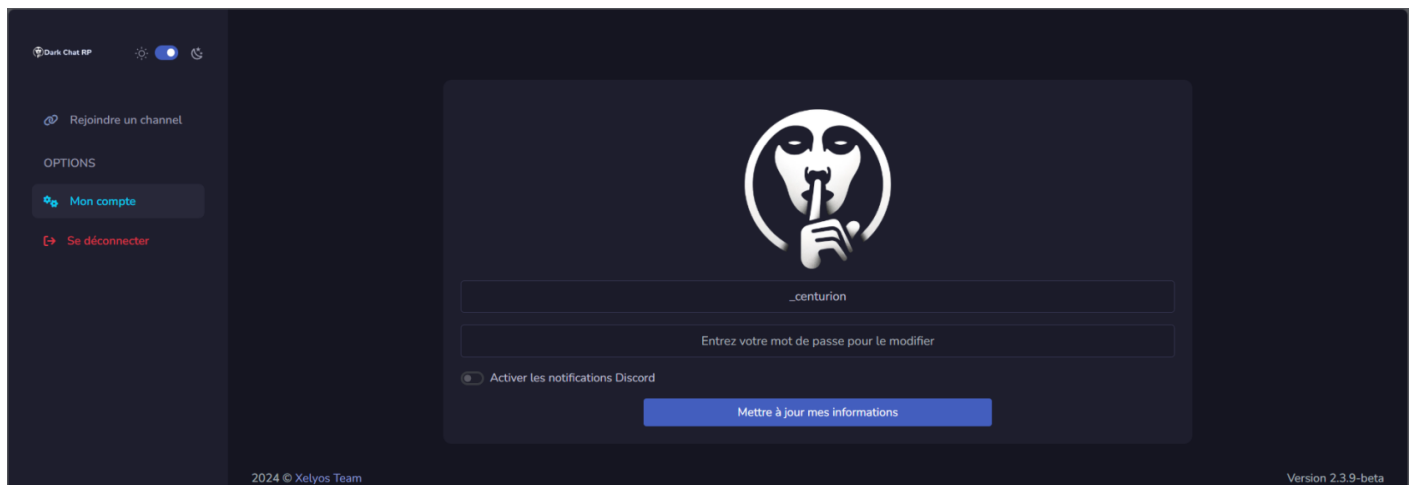 Dark Chat RP
Rejoindre un channel
OPTIONS
Mon compte
Se déconnecter
_centurion
Entrez votre mot de passe pour le modifier
Activer les notifications Discord
Mettre à jour mes informations
2024 © Xelyos Team
Version 2.3.9-beta